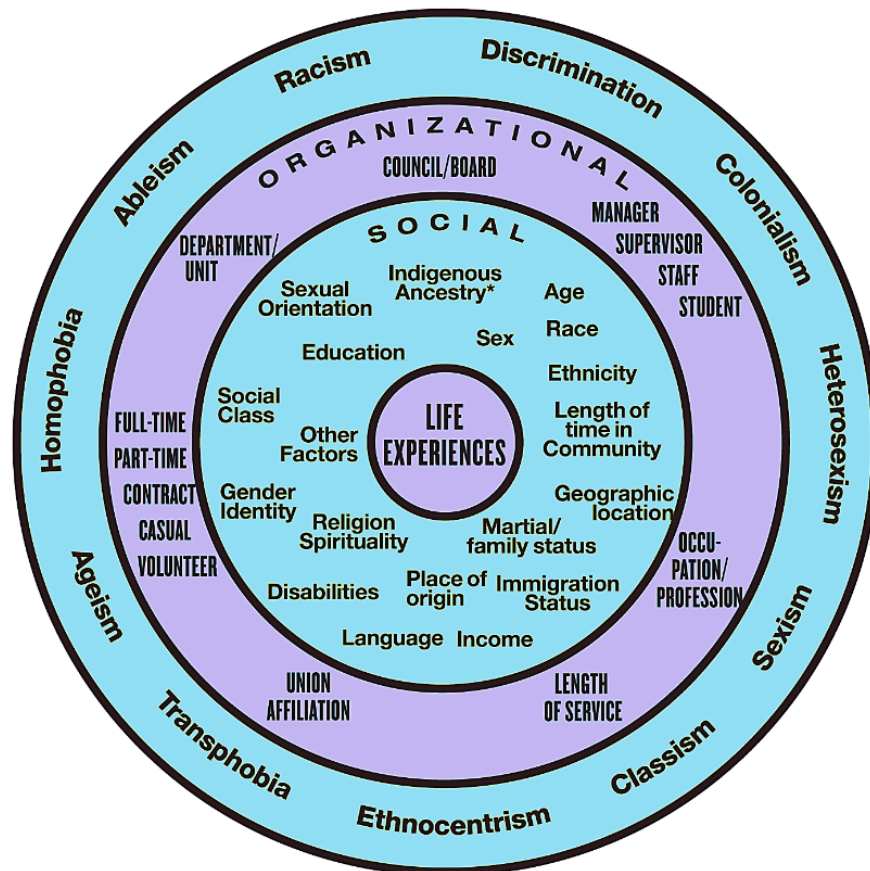 Racism
Discrimination
Ableism
Colonialism
Homophobia
Heterosexism
Ageism
Sexism
Transphobia
Classism
Ethnocentrism
ORGANIZATIONAL
COUNCIL/BOARD
MANAGER
SUPERVISOR
STAFF
STUDENT
DEPARTMENT/
UNIT
FULL-TIME
PART-TIME
CONTRACT
CASUAL
VOLUNTEER
OCCU-
PATION/
PROFESSION
UNION
AFFILIATION
LENGTH
OF SERVICE
SOCIAL
Sexual
Orientation
Indigenous
Ancestry*
Age
Sex
Race
Education
Ethnicity
Social
Class
Length of
time in
Community
Other
Factors
Gender
Identity
Geographic
location
Religion
Spirituality
Martial/
family status
Disabilities
Place of
origin
Immigration
Status
Language
Income
LIFE
EXPERIENCES